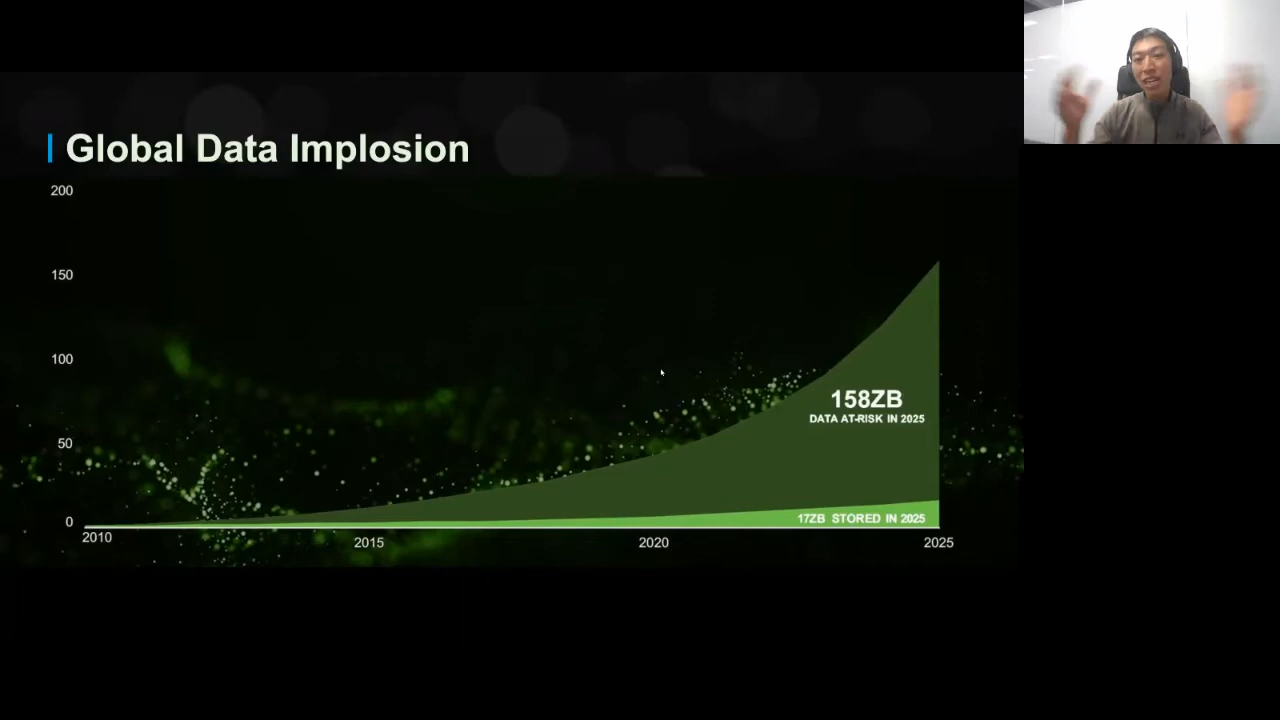 Global Data Implosion
200
150
100
50
0
158ZB
DATA AT-RISK IN 2025
17ZB STORED IN 2025
2010
2015
2020
2025